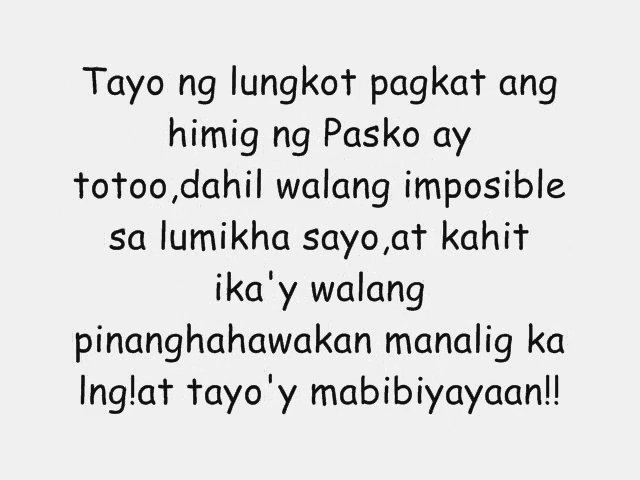 Tayo ng lungkot pagkat ang
himig ng Pasko ay
totoo,dahil walang imposible
sa lumikha sayo,at kahit
ika'y walang
pinanghahawakan manalig ka
lng!at tayo'y mabibiyayaan!!